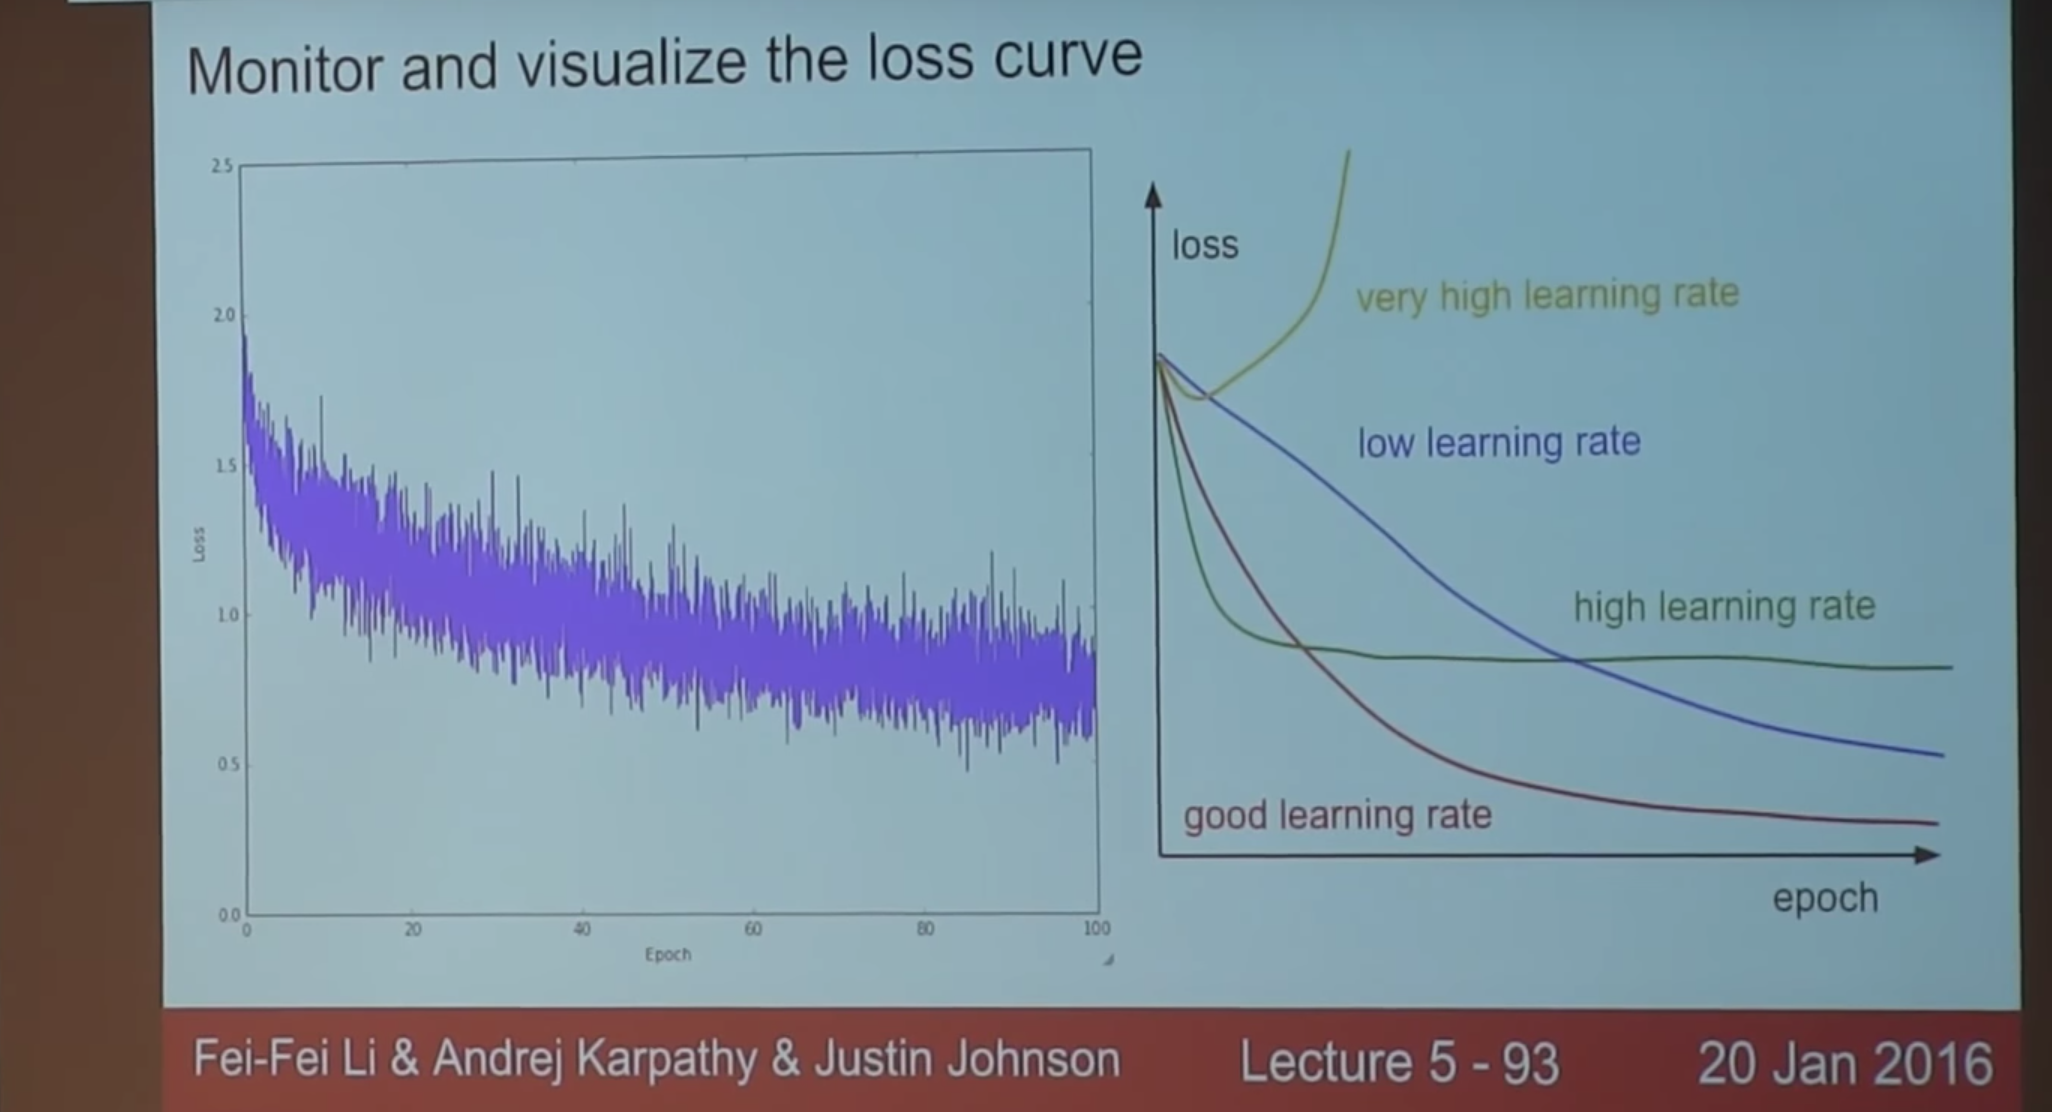 Monitor and visualize the loss curve
2.5
2.0
1.5
1.0
0.5
0.0
Loss
0 20 40 60 80 100
Epoch
loss
very high learning rate
low learning rate
high learning rate
good learning rate
epoch
Fei-Fei Li & Andrej Karpathy & Justin Johnson Lecture 5 - 93 20 Jan 2016